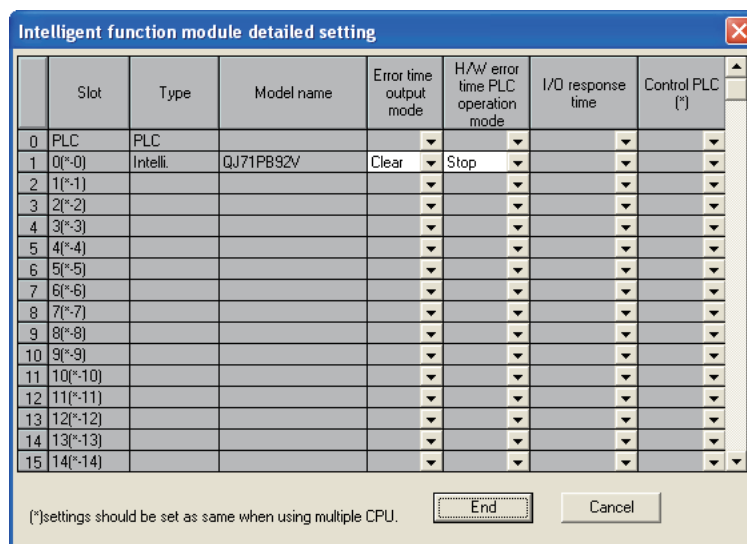 Intelligent function module detailed setting
Slot Type Model name Error time output mode H/W error time PLC operation mode I/O response time Control PLC (*)
0 PLC PLC
1 0(*-0) Intelli. QJ71PB92V Clear Stop
2 1(*-1)
3 2(*-2)
4 3(*-3)
5 4(*-4)
6 5(*-5)
7 6(*-6)
8 7(*-7)
9 8(*-8)
10 9(*-9)
11 10(*-10)
12 11(*-11)
13 12(*-12)
14 13(*-13)
15 14(*-14)
(*)settings should be set as same when using multiple CPU. End Cancel